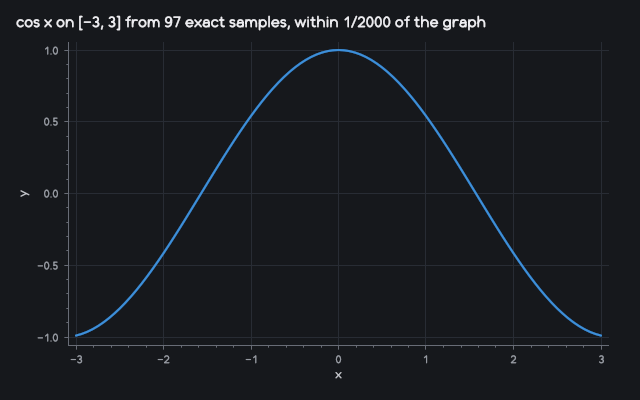 cos x on [−3, 3] from 97 exact samples, within 1/2000 of the graph
1.0
0.5
0.0
−0.5
−1.0
y
−3 −2 −1 0 1 2 3
x